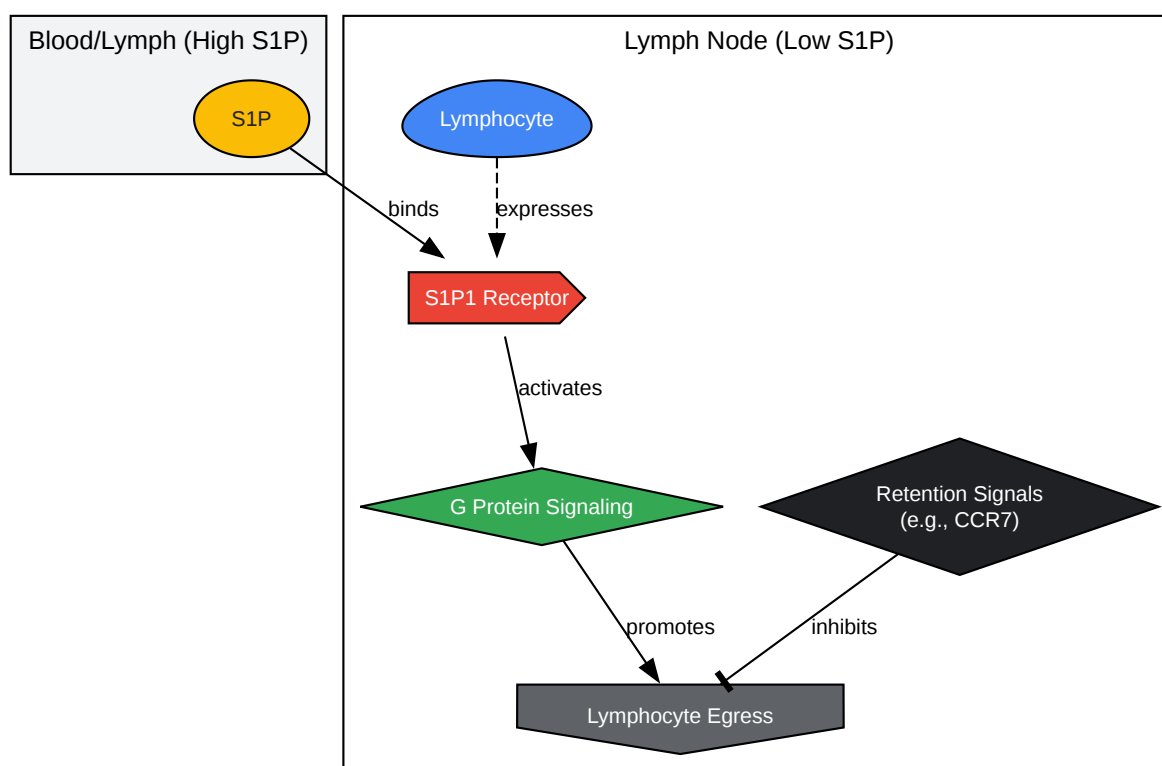 Blood/Lymph (High S1P)
Lymph Node (Low S1P)
S1P
Lymphocyte
binds
expresses
S1P1 Receptor
activates
G Protein Signaling
Retention Signals
(e.g., CCR7)
promotes
inhibits
Lymphocyte Egress